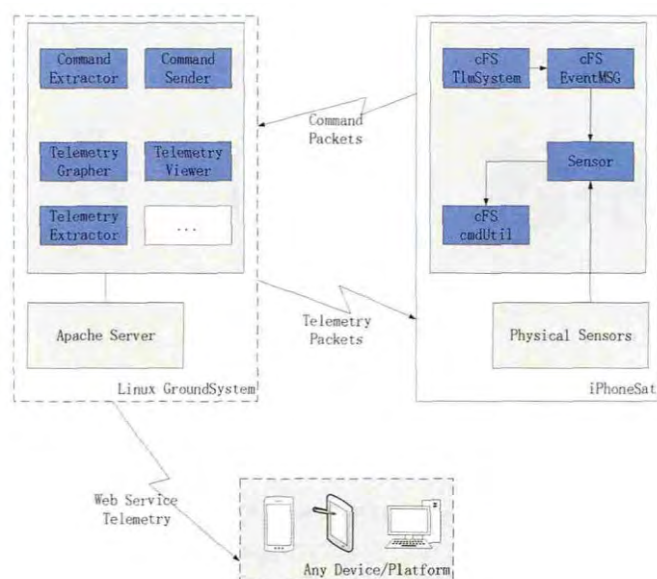 Command
Extractor
Command
Sender
Telemetry
Grapher
Telemetry
Viewer
Telemetry
Extractor
...
Apache Server
Linux GroundSystem
Command
Packets
Telemetry
Packets
cFS
TlmSystem
cFS
EventMSG
Sensor
cFS
cmdUtil
Physical Sensors
iPhoneSat
Web Service
Telemetry
Any Device/Platform